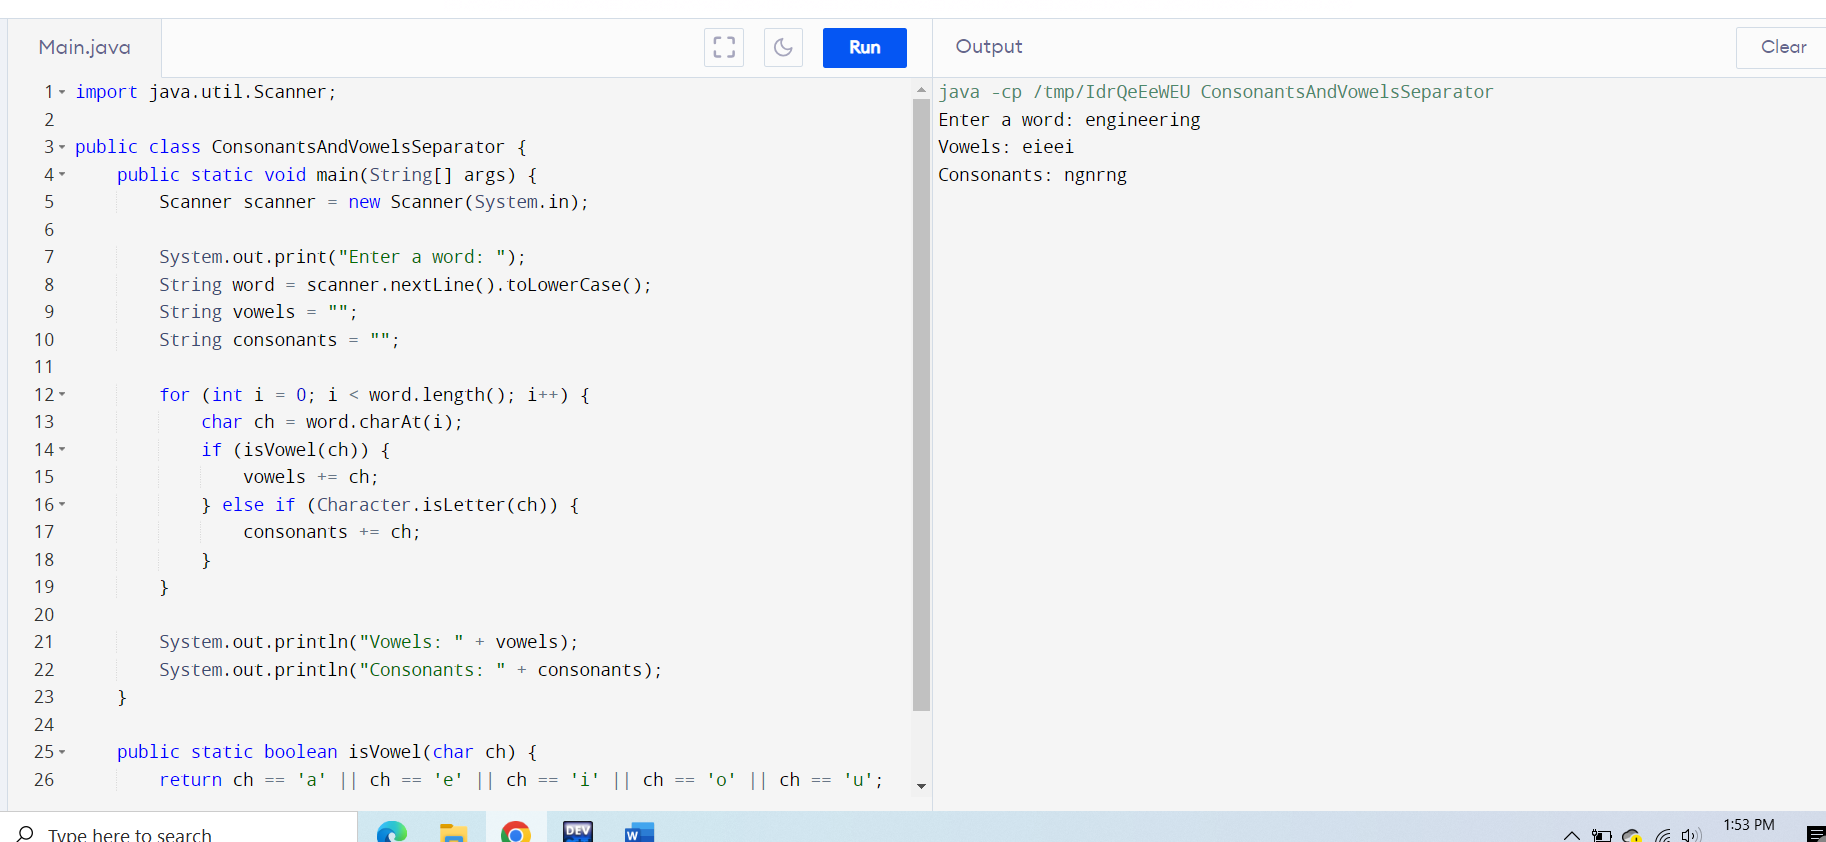 Main.java
Run
Output
Clear
1 import java.util.Scanner;
2
3 public class ConsonantsAndVowelsSeparator {
4     public static void main(String[] args) {
5         Scanner scanner = new Scanner(System.in);
6
7         System.out.print("Enter a word: ");
8         String word = scanner.nextLine().toLowerCase();
9         String vowels = "";
10         String consonants = "";
11
12         for (int i = 0; i < word.length(); i++) {
13             char ch = word.charAt(i);
14             if (isVowel(ch)) {
15                 vowels += ch;
16             } else if (Character.isLetter(ch)) {
17                 consonants += ch;
18             }
19         }
20
21         System.out.println("Vowels: " + vowels);
22         System.out.println("Consonants: " + consonants);
23     }
24
25     public static boolean isVowel(char ch) {
26         return ch == 'a' || ch == 'e' || ch == 'i' || ch == 'o' || ch == 'u';
java -cp /tmp/IdrQeEeWEU ConsonantsAndVowelsSeparator
Enter a word: engineering
Vowels: eieei
Consonants: ngnrng
Type here to search
DEV
W
1:53 PM